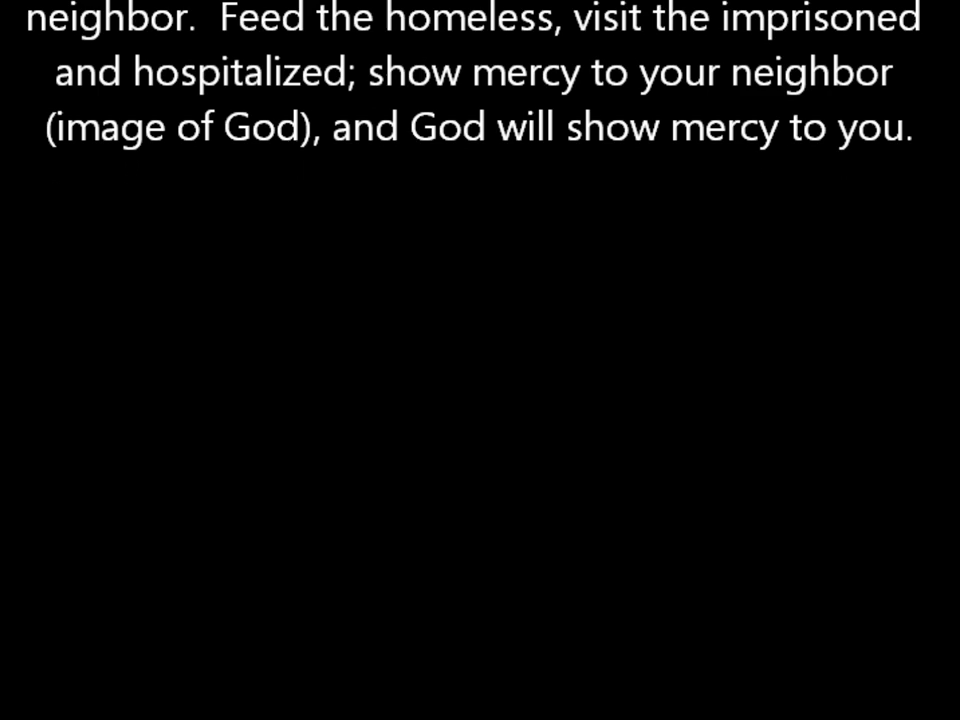 neighbor.  Feed the homeless, visit the imprisoned
and hospitalized; show mercy to your neighbor
(image of God), and God will show mercy to you.